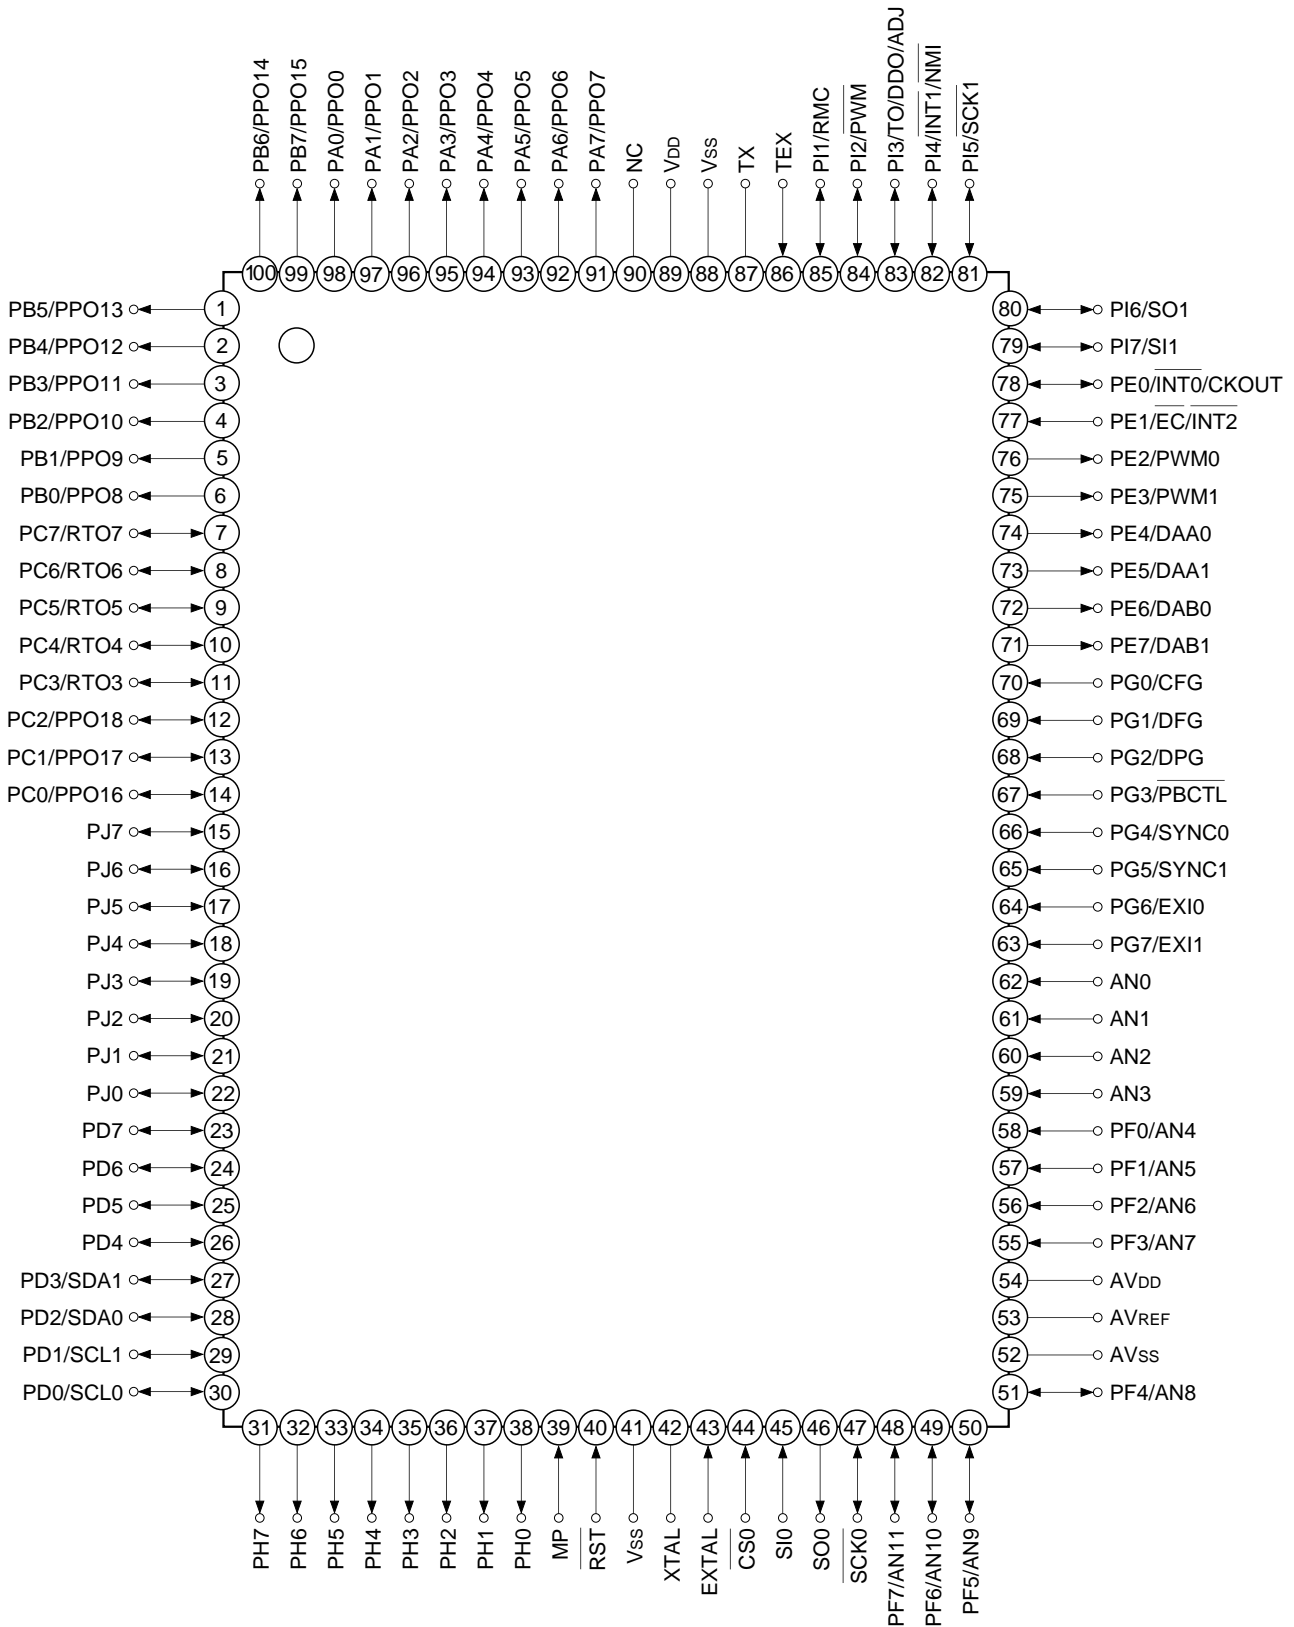 PB6/PPO14
PB7/PPO15
PA0/PPO0
PA1/PPO1
PA2/PPO2
PA3/PPO3
PA4/PPO4
PA5/PPO5
PA6/PPO6
PA7/PPO7
NC
VDD
VSS
TX
TEX
PI1/RMC
PI2/PWM
PI3/TO/DDO/ADJ
PI4/INT1/NMI
PI5/SCK1
100 99 98 97 96 95 94 93 92 91 90 89 88 87 86 85 84 83 82 81
PB5/PPO13 1
PB4/PPO12 2
PB3/PPO11 3
PB2/PPO10 4
PB1/PPO9 5
PB0/PPO8 6
PC7/RTO7 7
PC6/RTO6 8
PC5/RTO5 9
PC4/RTO4 10
PC3/RTO3 11
PC2/PPO18 12
PC1/PPO17 13
PC0/PPO16 14
PJ7 15
PJ6 16
PJ5 17
PJ4 18
PJ3 19
PJ2 20
PJ1 21
PJ0 22
PD7 23
PD6 24
PD5 25
PD4 26
PD3/SDA1 27
PD2/SDA0 28
PD1/SCL1 29
PD0/SCL0 30
80 PI6/SO1
79 PI7/SI1
78 PE0/INT0/CKOUT
77 PE1/EC/INT2
76 PE2/PWM0
75 PE3/PWM1
74 PE4/DAA0
73 PE5/DAA1
72 PE6/DAB0
71 PE7/DAB1
70 PG0/CFG
69 PG1/DFG
68 PG2/DPG
67 PG3/PBCTL
66 PG4/SYNC0
65 PG5/SYNC1
64 PG6/EXI0
63 PG7/EXI1
62 AN0
61 AN1
60 AN2
59 AN3
58 PF0/AN4
57 PF1/AN5
56 PF2/AN6
55 PF3/AN7
54 AVDD
53 AVREF
52 AVSS
51 PF4/AN8
31 32 33 34 35 36 37 38 39 40 41 42 43 44 45 46 47 48 49 50
PH7
PH6
PH5
PH4
PH3
PH2
PH1
PH0
MP
RST
VSS
XTAL
EXTAL
CS0
SI0
SO0
SCK0
PF7/AN11
PF6/AN10
PF5/AN9